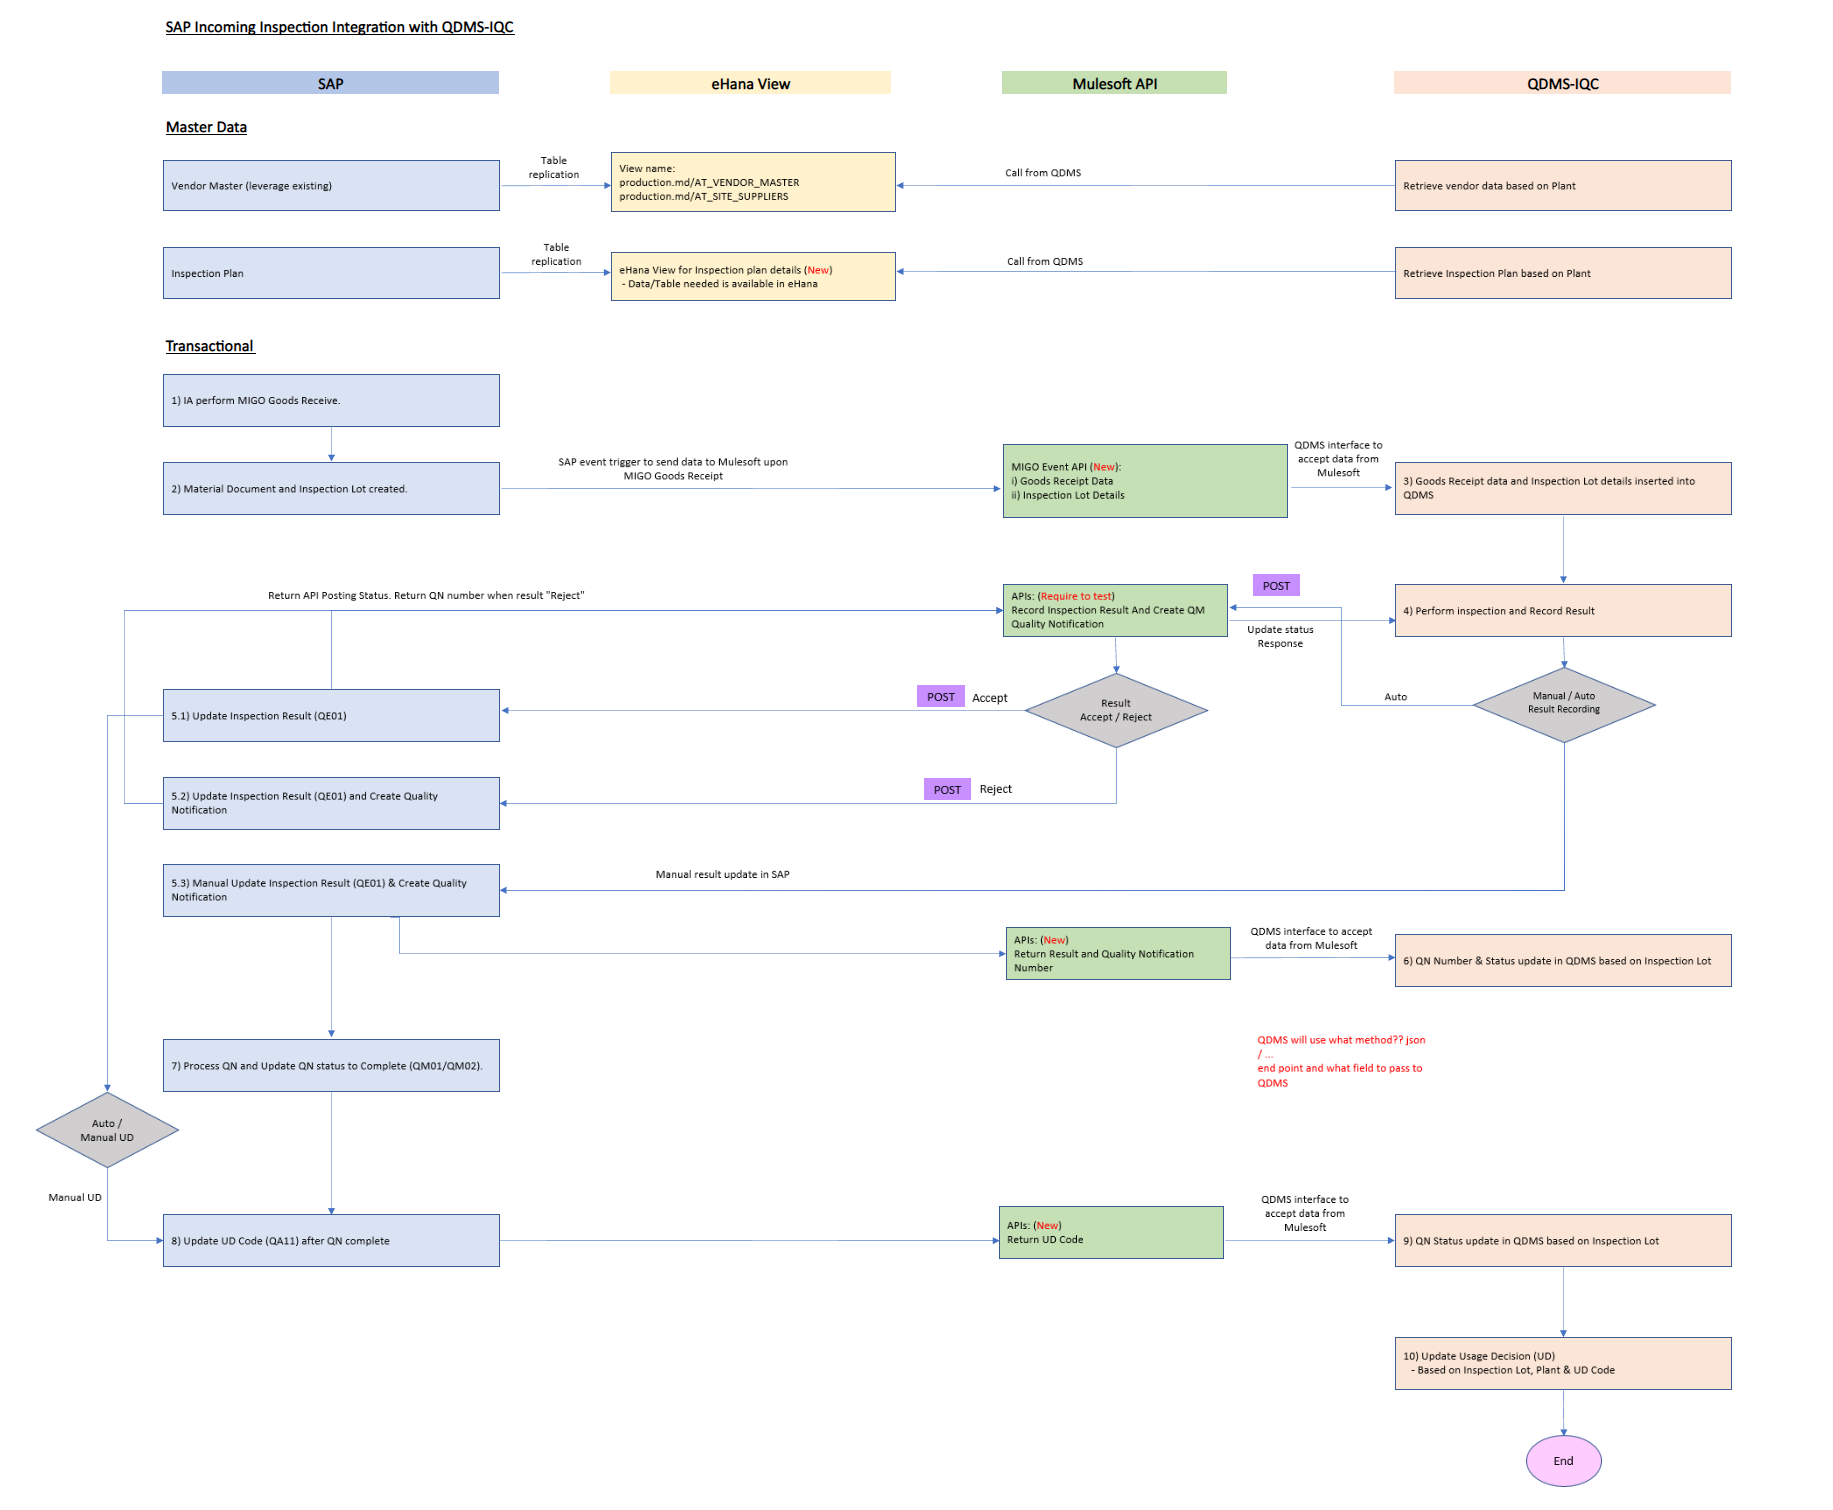 SAP Incoming Inspection Integration with QDMS-IQC
SAP
eHana View
Mulesoft API
QDMS-IQC
Master Data
Vendor Master (leverage existing)
Table
replication
View name:
production.md/AT_VENDOR_MASTER
production.md/AT_SITE_SUPPLIERS
Call from QDMS
Retrieve vendor data based on Plant
Inspection Plan
Table
replication
eHana View for Inspection plan details (New)
- Data/Table needed is available in eHana
Call from QDMS
Retrieve Inspection Plan based on Plant
Transactional
1) IA perform MIGO Goods Receive.
2) Material Document and Inspection Lot created.
SAP event trigger to send data to Mulesoft upon
MIGO Goods Receipt
MIGO Event API (New):
i) Goods Receipt Data
ii) Inspection Lot Details
QDMS interface to
accept data from
Mulesoft
3) Goods Receipt data and Inspection Lot details inserted into
QDMS
Return API Posting Status. Return QN number when result "Reject"
APIs: (Require to test)
Record Inspection Result And Create QM
Quality Notification
POST
Update status
Response
4) Perform inspection and Record Result
5.1) Update Inspection Result (QE01)
POST
Accept
Result
Accept / Reject
Auto
Manual / Auto
Result Recording
5.2) Update Inspection Result (QE01) and Create Quality
Notification
POST
Reject
5.3) Manual Update Inspection Result (QE01) & Create Quality
Notification
Manual result update in SAP
APIs: (New)
Return Result and Quality Notification
Number
QDMS interface to accept
data from Mulesoft
6) QN Number & Status update in QDMS based on Inspection Lot
QDMS will use what method?? json
/ ...
end point and what field to pass to
QDMS
7) Process QN and Update QN status to Complete (QM01/QM02).
Auto /
Manual UD
Manual UD
8) Update UD Code (QA11) after QN complete
APIs: (New)
Return UD Code
QDMS interface to
accept data from
Mulesoft
9) QN Status update in QDMS based on Inspection Lot
10) Update Usage Decision (UD)
- Based on Inspection Lot, Plant & UD Code
End